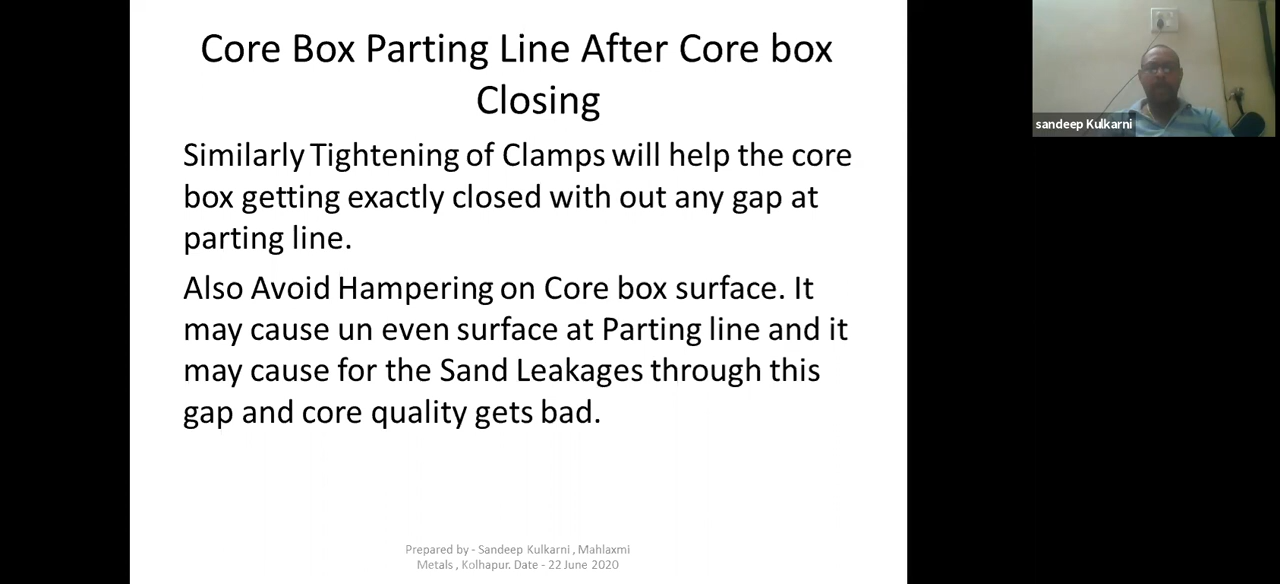 Core Box Parting Line After Core box
Closing
Similarly Tightening of Clamps will help the core
box getting exactly closed with out any gap at
parting line.
Also Avoid Hampering on Core box surface. It
may cause un even surface at Parting line and it
may cause for the Sand Leakages through this
gap and core quality gets bad.
Prepared by - Sandeep Kulkarni , Mahlaxmi
Metals , Kolhapur. Date - 22 June 2020
sandeep Kulkarni